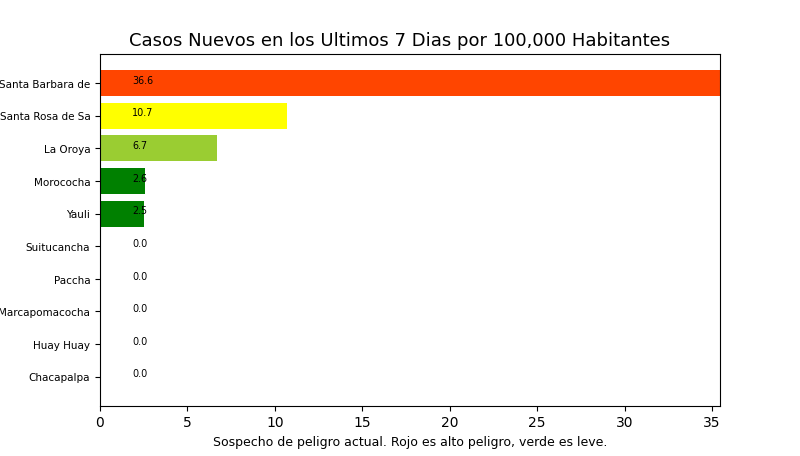 Casos Nuevos en los Ultimos 7 Dias por 100,000 Habitantes
Santa Barbara de 36.6
Santa Rosa de Sa 10.7
La Oroya 6.7
Morococha 2.6
Yauli 2.5
Suitucancha 0.0
Paccha 0.0
Marcapomacocha 0.0
Huay Huay 0.0
Chacapalpa 0.0
0 5 10 15 20 25 30 35
Sospecho de peligro actual. Rojo es alto peligro, verde es leve.